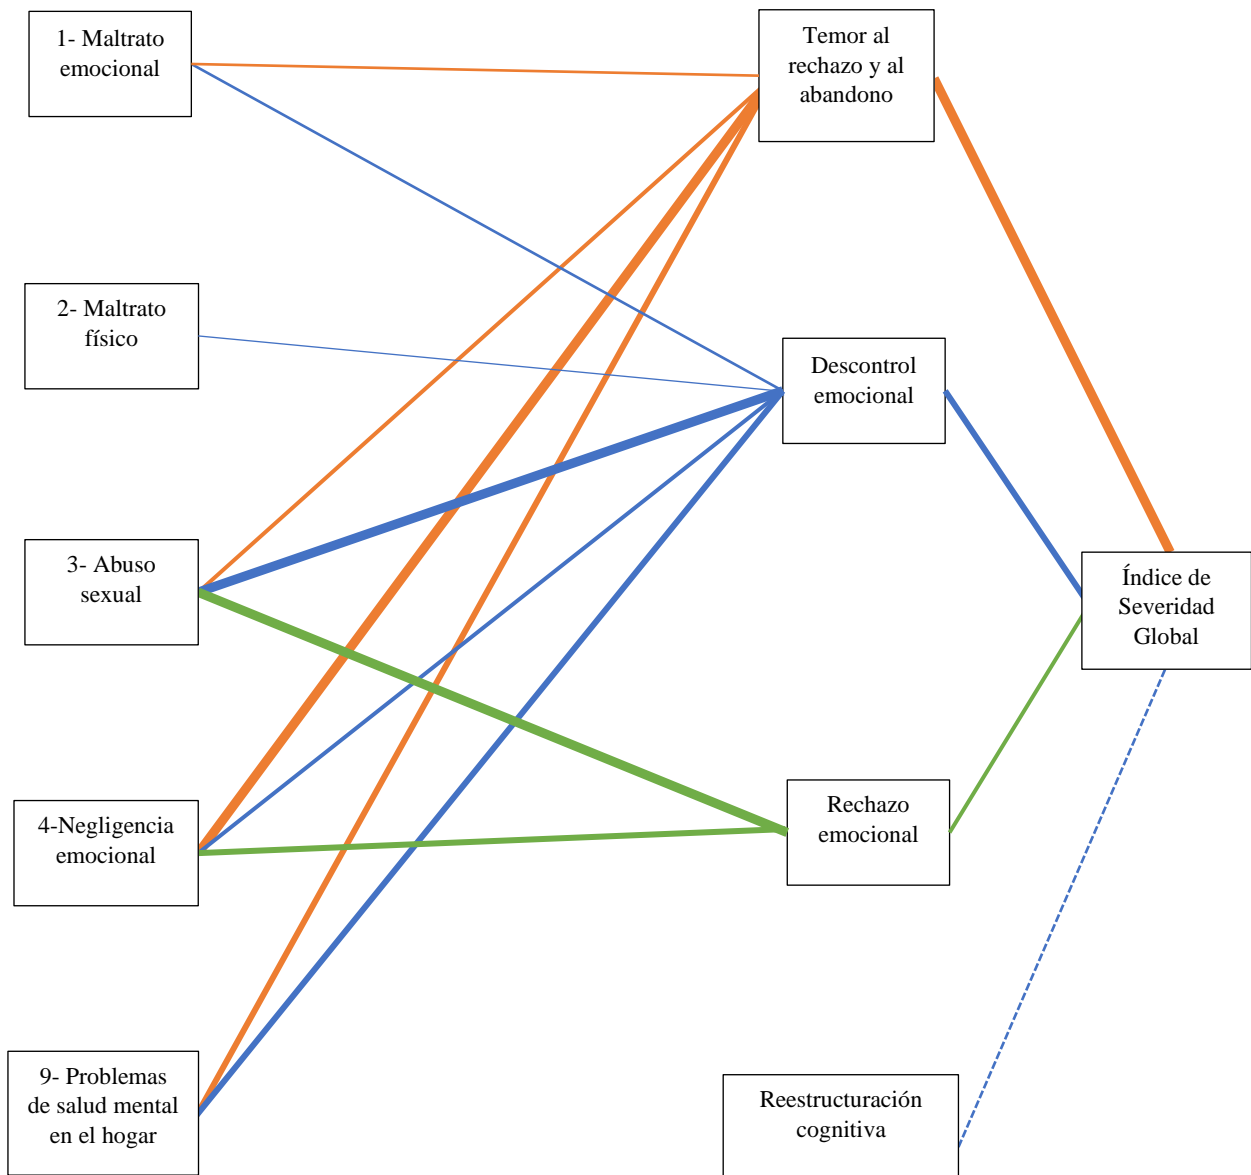 1- Maltrato
emocional
Temor al
rechazo y al
abandono
2- Maltrato
físico
Descontrol
emocional
3- Abuso
sexual
Índice de
Severidad
Global
4-Negligencia
emocional
Rechazo
emocional
9- Problemas
de salud mental
en el hogar
Reestructuración
cognitiva